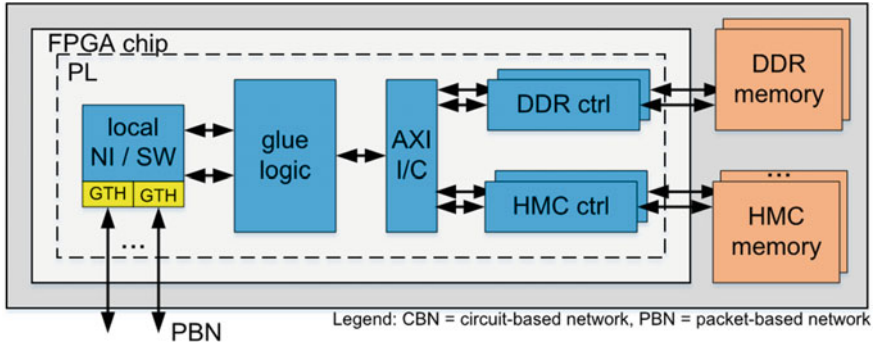 FPGA chip
PL
local
NI / SW
GTH
GTH
...
glue
logic
AXI
I/C
DDR ctrl
HMC ctrl
DDR
memory
...
HMC
memory
PBN
Legend: CBN = circuit-based network, PBN = packet-based network